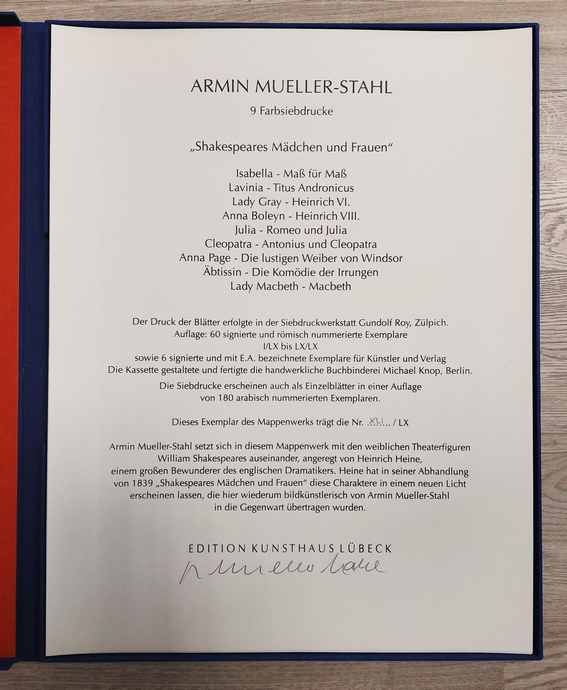 ARMIN MUELLER-STAHL
9 Farbsiebdrucke
„Shakespeares Mädchen und Frauen“
Isabella - Maß für Maß
Lavinia - Titus Andronicus
Lady Gray - Heinrich VI.
Anna Boleyn - Heinrich VIII.
Julia - Romeo und Julia
Cleopatra - Antonius und Cleopatra
Anna Page - Die lustigen Weiber von Windsor
Äbtissin - Die Komödie der Irrungen
Lady Macbeth - Macbeth
Der Druck der Blätter erfolgte in der Siebdruckwerkstatt Gundolf Roy, Zülpich.
Auflage: 60 signierte und römisch nummerierte Exemplare
I/LX bis LX/LX
sowie 6 signierte und mit E.A. bezeichnete Exemplare für Künstler und Verlag
Die Kassette gestaltete und fertigte die handwerkliche Buchbinderei Michael Knop, Berlin.
Die Siebdrucke erscheinen auch als Einzelblätter in einer Auflage
von 180 arabisch nummerierten Exemplaren.
Dieses Exemplar des Mappenwerks trägt die Nr. / LX
Armin Mueller-Stahl setzt sich in diesem Mappenwerk mit den weiblichen Theaterfiguren
William Shakespeares auseinander, angeregt von Heinrich Heine,
einem großen Bewunderer des englischen Dramatikers. Heine hat in seiner Abhandlung
von 1839 „Shakespeares Mädchen und Frauen“ diese Charaktere in einem neuen Licht
erscheinen lassen, die hier wiederum bildkünstlerisch von Armin Mueller-Stahl
in die Gegenwart übertragen wurden.
EDITION KUNSTHAUS LÜBECK